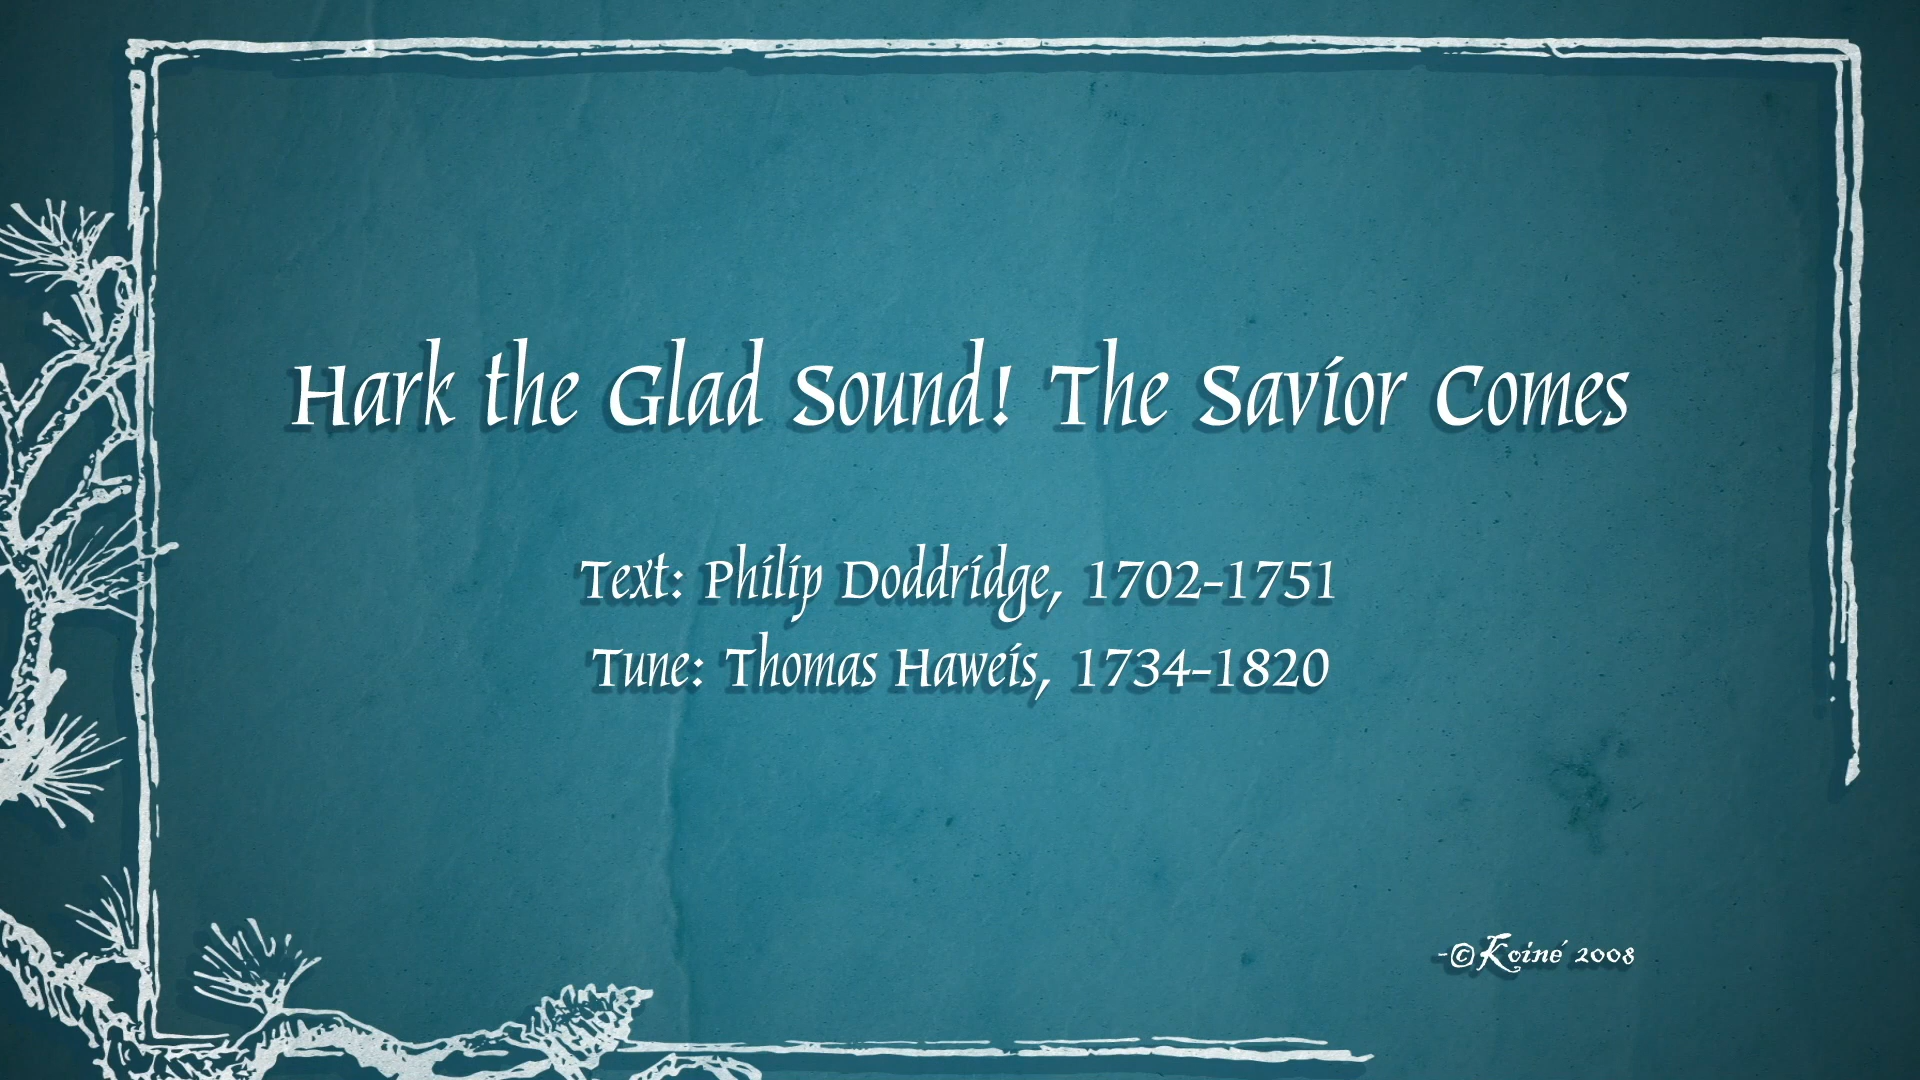 Hark the Glad Sound! The Savior Comes
Text: Philip Doddridge, 1702-1751
Tune: Thomas Haweis, 1734-1820
-©Koiné 2008